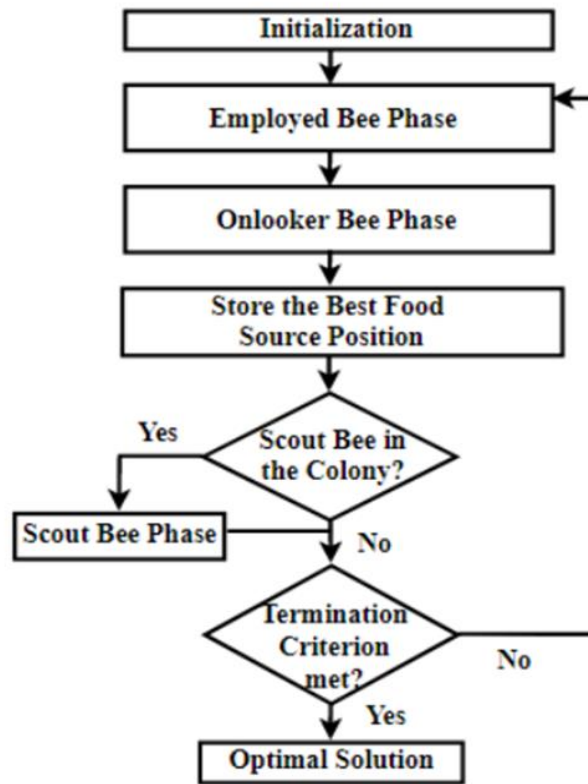 Initialization
Employed Bee Phase
Onlooker Bee Phase
Store the Best Food
Source Position
Yes
Scout Bee in
the Colony?
Scout Bee Phase
No
Termination
Criterion
met?
No
Yes
Optimal Solution